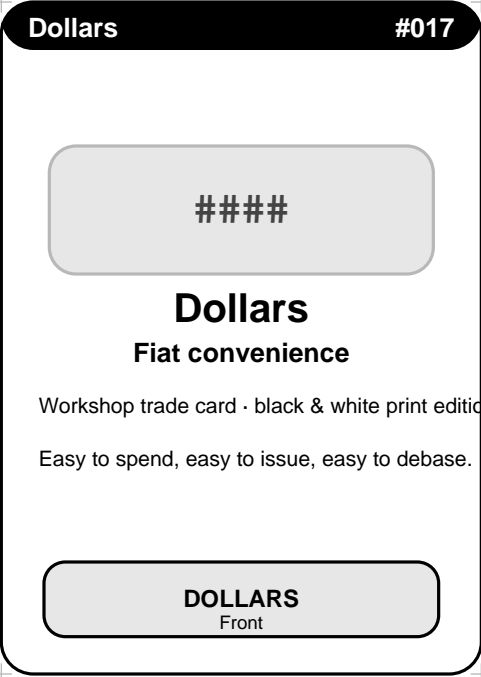 Dollars #017
####
Dollars
Fiat convenience
Workshop trade card · black & white print editio
Easy to spend, easy to issue, easy to debase.
DOLLARS
Front